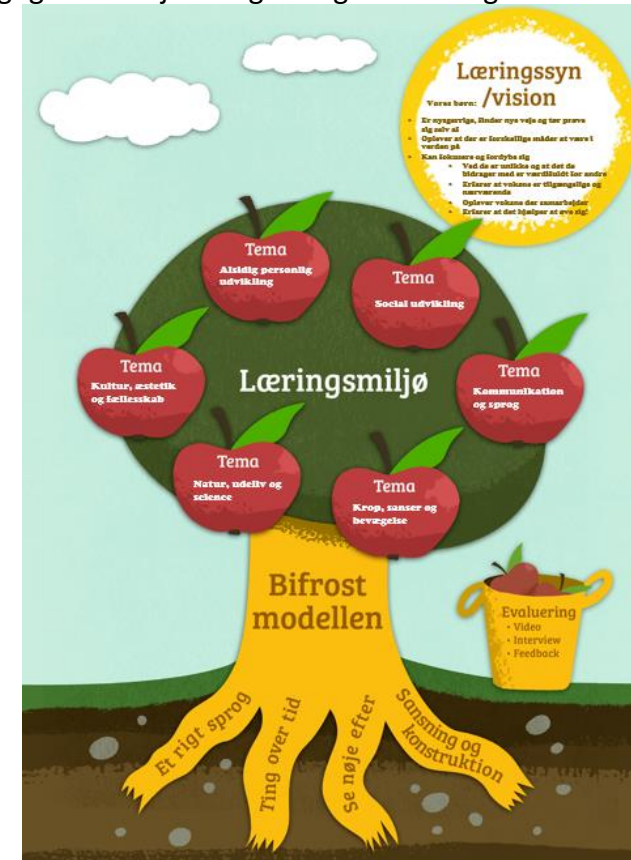 Læringssyn
/vision
Vores børn:
• Er nysgerrige, finder nye veje og tør prøve
sig selv af
• Oplever at der er forskellige måder at være i
verden på
• Kan fokusere og fordybe sig
• Ved de er unikke og at det de
bidrager med er værdifuldt for andre
• Erfarer at voksne er tilgængelige og
nærværende
• Oplever voksne der samarbejder
• Erfarer at det hjælper at øve sig!
Tema
Alsidig personlig
udvikling
Tema
Social udvikling
Tema
Kultur, æstetik
og fællesskab
Læringsmiljø
Tema
Kommunikation
og sprog
Tema
Natur, udeliv og
science
Tema
Krop, sanser og
bevægelse
Bifrost
modellen
Evaluering
• Video
• Interview
• Feedback
Et rigt sprog
Ting over tid
Se nøje efter
Sansning og
konstruktion